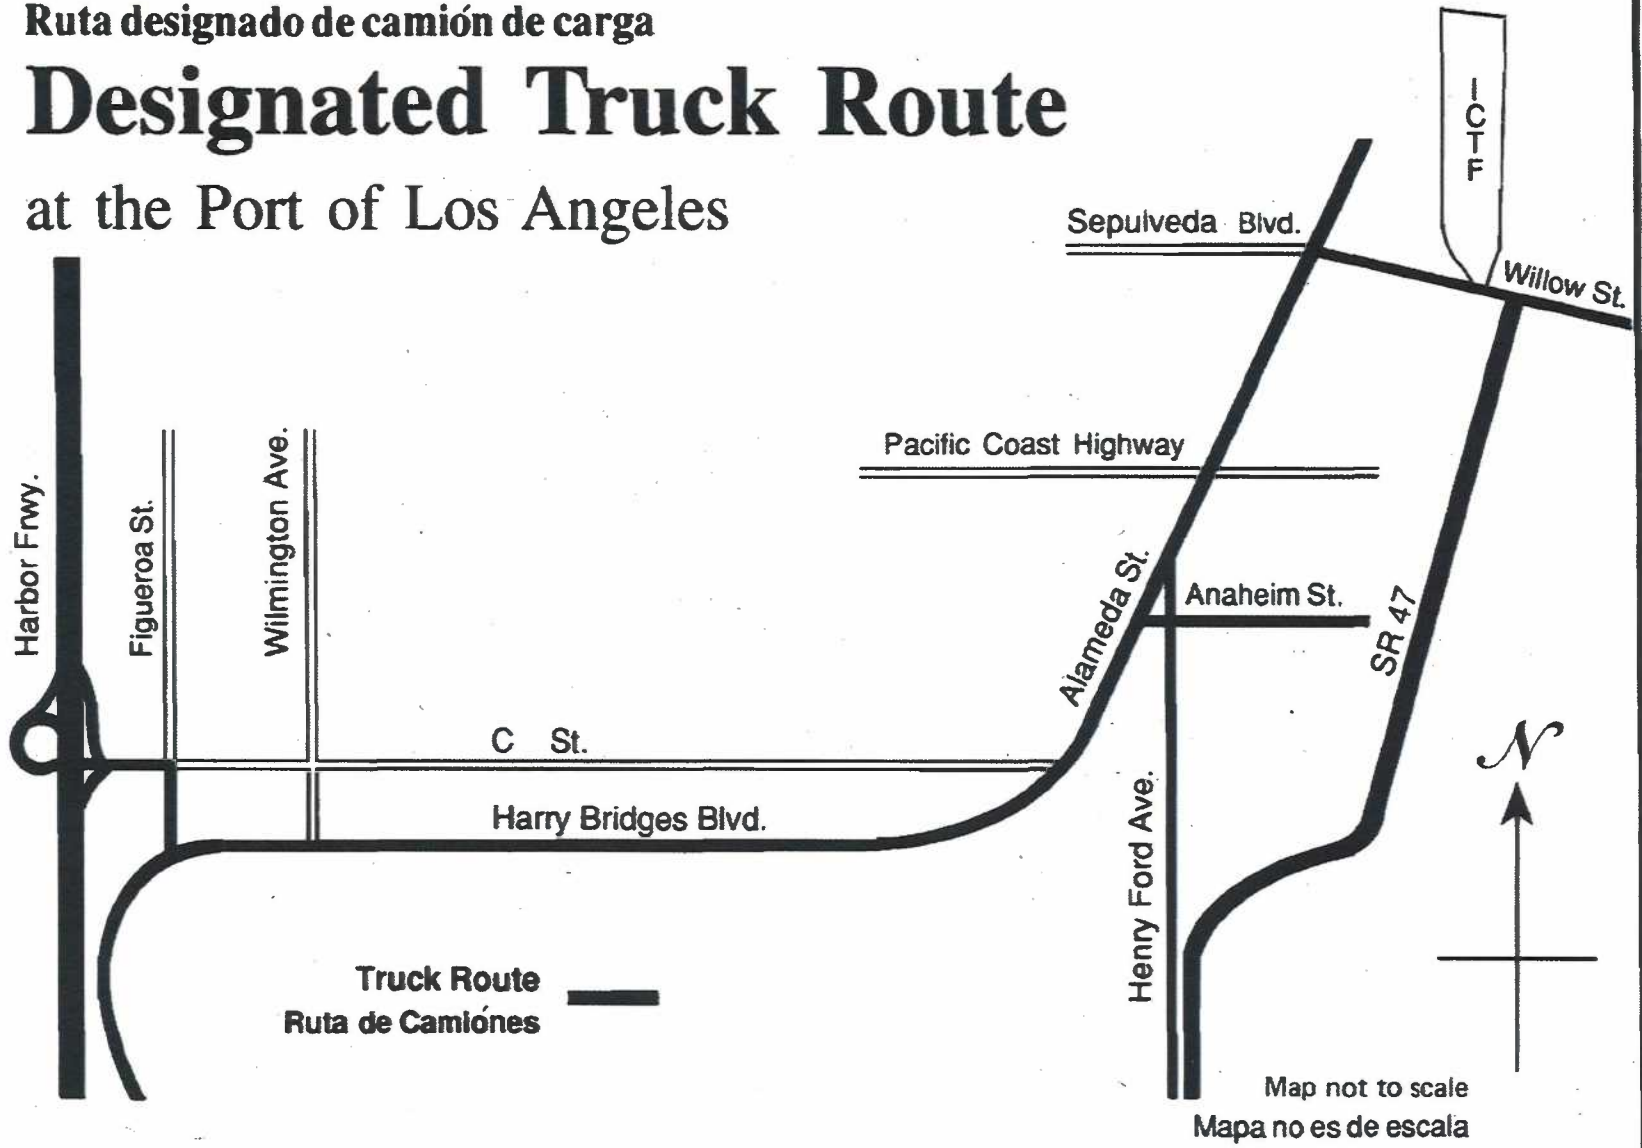 Ruta designado de camión de carga
Designated Truck Route
at the Port of Los Angeles
ICTF
Sepulveda Blvd.
Willow St.
Pacific Coast Highway
Harbor Frwy.
Figueroa St.
Wilmington Ave.
Alameda St.
Anaheim St.
SR 47
C St.
Harry Bridges Blvd.
Henry Ford Ave.
N
Truck Route
Ruta de Camiónes
Map not to scale
Mapa no es de escala